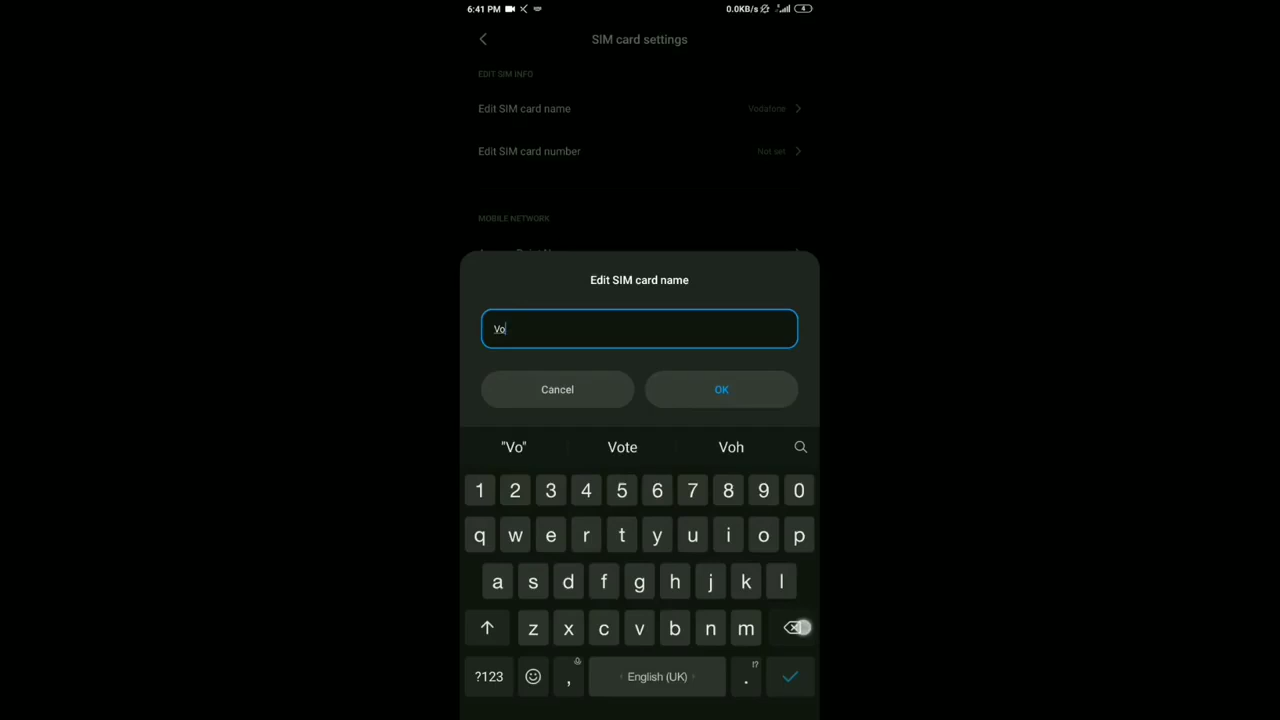 6:41 PM 0.0KB/s 4
SIM card settings
EDIT SIM INFO
Edit SIM card name Vodafone
Edit SIM card number Not set
MOBILE NETWORK
Edit SIM card name
Vo
Cancel OK
"Vo" Vote Voh
1 2 3 4 5 6 7 8 9 0
q w e r t y u i o p
a s d f g h j k l
z x c v b n m
?123 , English (UK) . !?